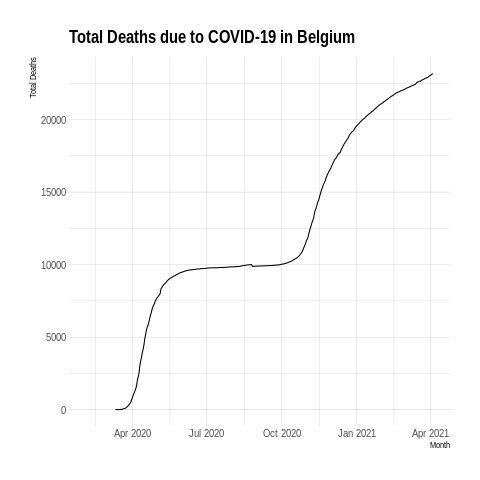 Total Deaths due to COVID-19 in Belgium
Total Deaths
20000
15000
10000
5000
0
Apr 2020 Jul 2020 Oct 2020 Jan 2021 Apr 2021
Month